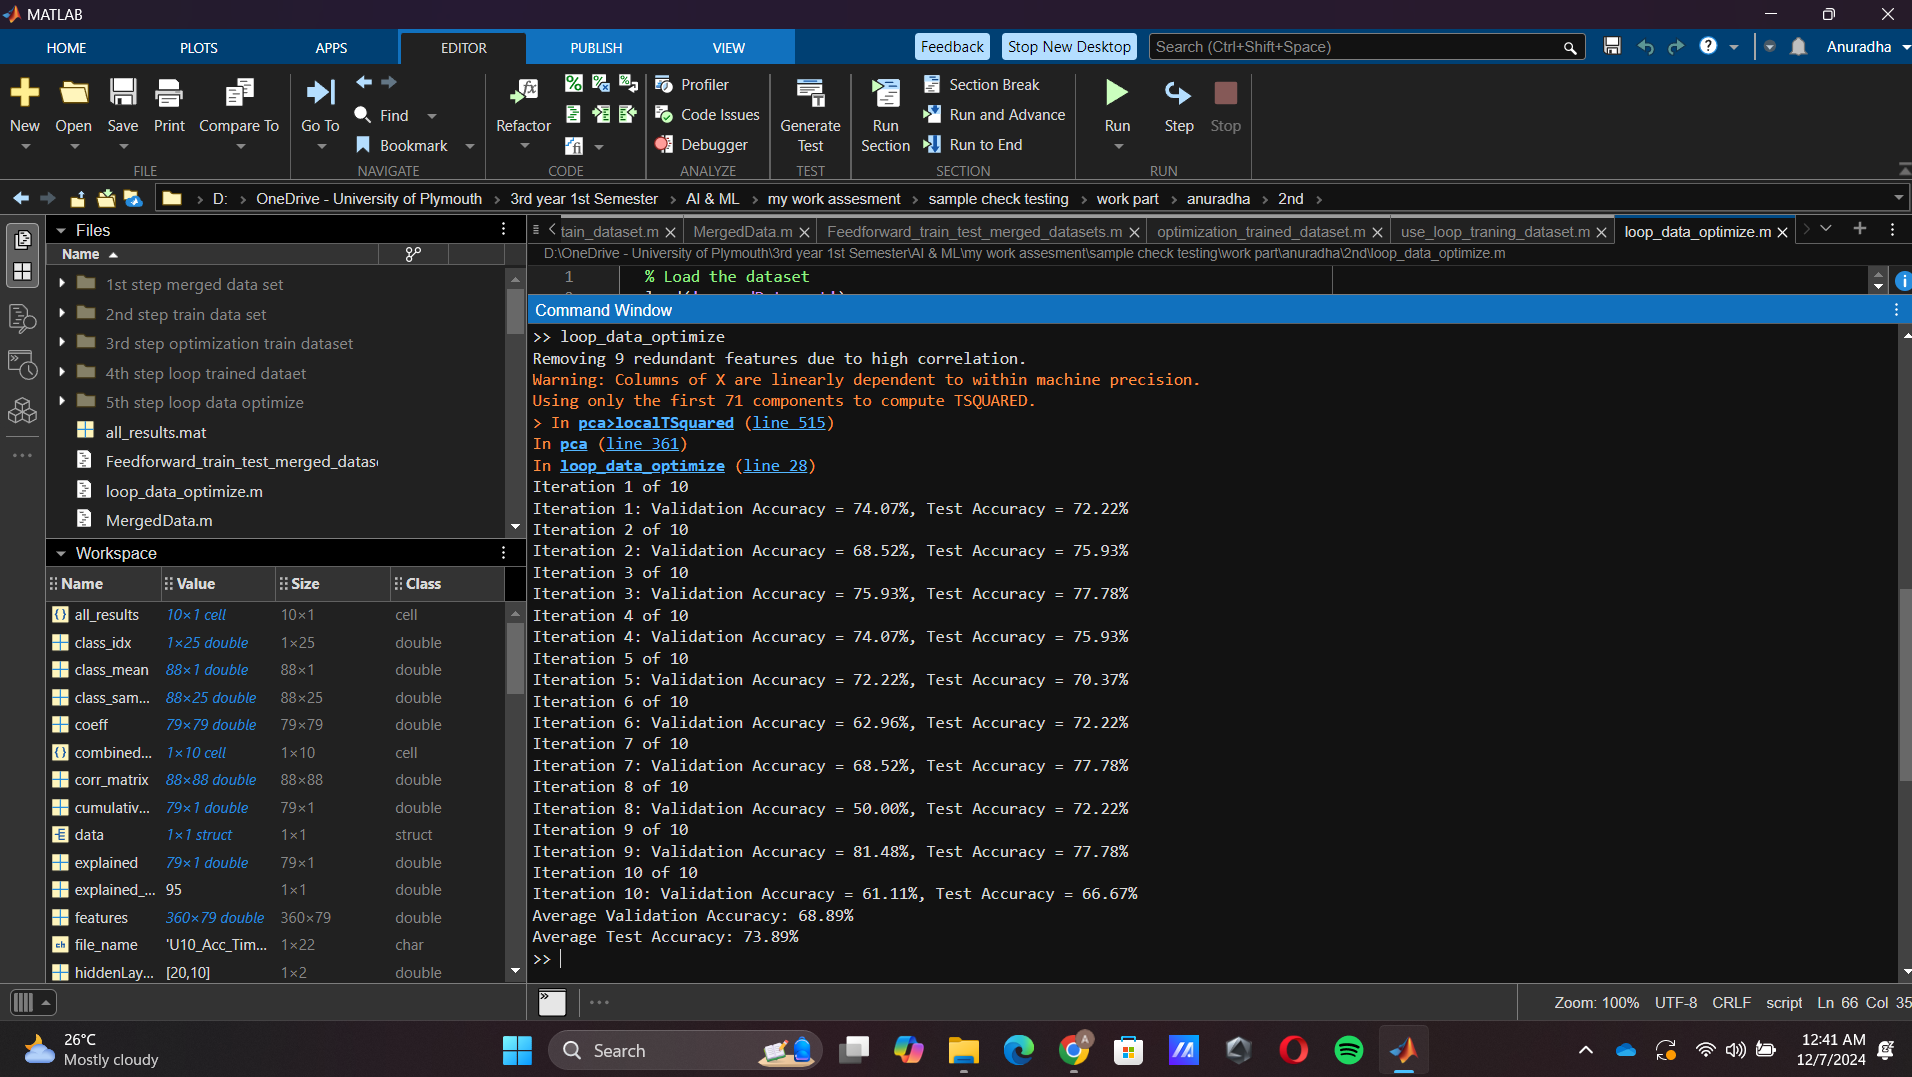 MATLAB
HOME PLOTS APPS EDITOR PUBLISH VIEW Feedback Stop New Desktop Search (Ctrl+Shift+Space) Anuradha
New Open Save Print Compare To Go To Find Bookmark Refactor Profiler Code Issues Debugger Generate Test Run Section Section Break Run and Advance Run to End Run Step Stop
FILE NAVIGATE CODE ANALYZE TEST SECTION RUN
D: OneDrive - University of Plymouth 3rd year 1st Semester AI & ML my work assesment sample check testing work part anuradha 2nd
Files
Name
1st step merged data set
2nd step train data set
3rd step optimization train dataset
4th step loop trained dataet
5th step loop data optimize
all_results.mat
Feedforward_train_test_merged_datas
loop_data_optimize.m
MergedData.m
Workspace
Name Value Size Class
all_results 10×1 cell 10×1 cell
class_idx 1×25 double 1×25 double
class_mean 88×1 double 88×1 double
class_sam... 88×25 double 88×25 double
coeff 79×79 double 79×79 double
combined... 1×10 cell 1×10 cell
corr_matrix 88×88 double 88×88 double
cumulativ... 79×1 double 79×1 double
data 1×1 struct 1×1 struct
explained 79×1 double 79×1 double
explained_... 95 1×1 double
features 360×79 double 360×79 double
file_name 'U10_Acc_Tim... 1×22 char
hiddenLay... [20,10] 1×2 double
tain_dataset.m MergedData.m Feedforward_train_test_merged_datasets.m optimization_trained_dataset.m use_loop_traning_dataset.m loop_data_optimize.m
D:\OneDrive - University of Plymouth\3rd year 1st Semester\AI & ML\my work assesment\sample check testing\work part\anuradha\2nd\loop_data_optimize.m
1 % Load the dataset
Command Window
>> loop_data_optimize
Removing 9 redundant features due to high correlation.
Warning: Columns of X are linearly dependent to within machine precision.
Using only the first 71 components to compute TSQUARED.
> In pca>localTSquared (line 515)
In pca (line 361)
In loop_data_optimize (line 28)
Iteration 1 of 10
Iteration 1: Validation Accuracy = 74.07%, Test Accuracy = 72.22%
Iteration 2 of 10
Iteration 2: Validation Accuracy = 68.52%, Test Accuracy = 75.93%
Iteration 3 of 10
Iteration 3: Validation Accuracy = 75.93%, Test Accuracy = 77.78%
Iteration 4 of 10
Iteration 4: Validation Accuracy = 74.07%, Test Accuracy = 75.93%
Iteration 5 of 10
Iteration 5: Validation Accuracy = 72.22%, Test Accuracy = 70.37%
Iteration 6 of 10
Iteration 6: Validation Accuracy = 62.96%, Test Accuracy = 72.22%
Iteration 7 of 10
Iteration 7: Validation Accuracy = 68.52%, Test Accuracy = 77.78%
Iteration 8 of 10
Iteration 8: Validation Accuracy = 50.00%, Test Accuracy = 72.22%
Iteration 9 of 10
Iteration 9: Validation Accuracy = 81.48%, Test Accuracy = 77.78%
Iteration 10 of 10
Iteration 10: Validation Accuracy = 61.11%, Test Accuracy = 66.67%
Average Validation Accuracy: 68.89%
Average Test Accuracy: 73.89%
>>
Zoom: 100% UTF-8 CRLF script Ln 66 Col 35
26°C
Mostly cloudy
Search
12:41 AM
12/7/2024